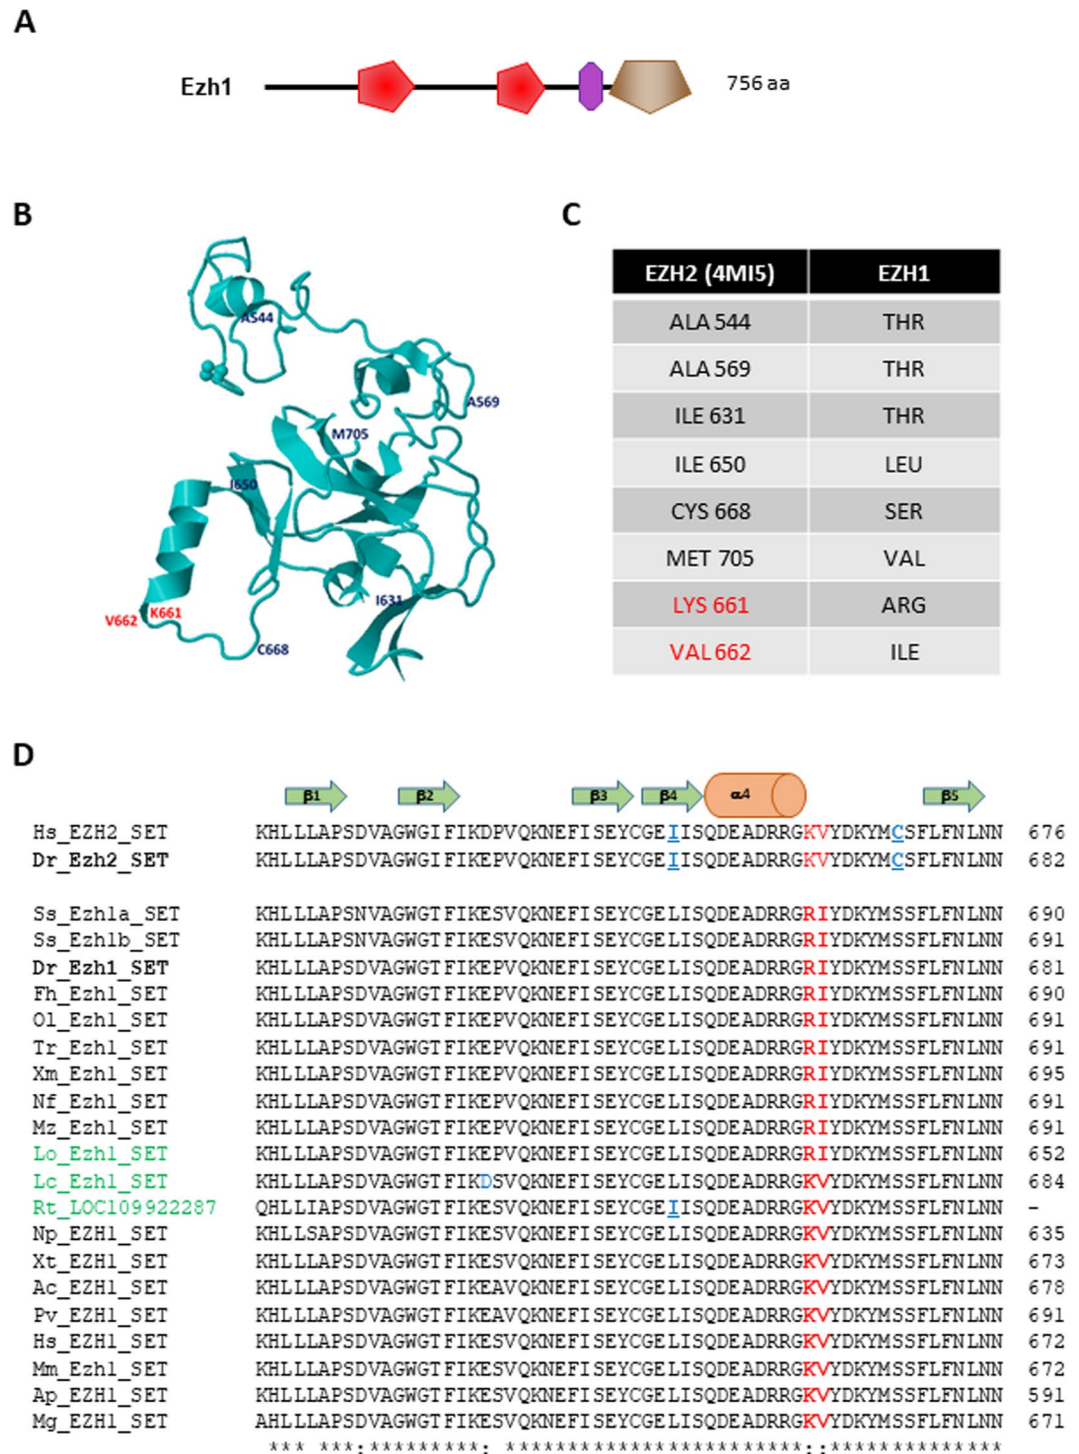 A
Ezh1 756 aa
B
A544
A569
M705
I650
V662 K661
I631
C668
C
EZH2 (4MI5) EZH1
ALA 544 THR
ALA 569 THR
ILE 631 THR
ILE 650 LEU
CYS 668 SER
MET 705 VAL
LYS 661 ARG
VAL 662 ILE
D
β1 β2 β3 β4 α4 β5
Hs_EZH2_SET KHLLLAPSDVAGWGIFIKDPVQKNEFISEYCGEIISQDEADRRGKVYDKYMCSFLFNLNN 676
Dr_Ezh2_SET KHLLLAPSDVAGWGIFIKEPVQKNEFISEYCGEIISQDEADRRGKVYDKYMCSFLFNLNN 682
Ss_Ezh1a_SET KHLLLAPSNVAGWGTFIKESVQKNEFISEYCGELISQDEADRRGRIYDKYMSSFLFNLNN 690
Ss_Ezh1b_SET KHLLLAPSNVAGWGTFIKESVQKNEFISEYCGELISQDEADRRGRIYDKYMSSFLFNLNN 691
Dr_Ezh1_SET KHLLLAPSDVAGWGTFIKEPVQKNEFISEYCGELISQDEADRRGRIYDKYMSSFLFNLNN 681
Fh_Ezh1_SET KHLLLAPSDVAGWGTFIKEPVQKNEFISEYCGELISQDEADRRGRIYDKYMSSFLFNLNN 690
Ol_Ezh1_SET KHLLLAPSDVAGWGTFIKEPVQKNEFISEYCGELISQDEADRRGRIYDKYMSSFLFNLNN 691
Tr_Ezh1_SET KHLLLAPSDVAGWGTFIKEPVQKNEFISEYCGELISQDEADRRGRIYDKYMSSFLFNLNN 691
Xm_Ezh1_SET KHLLLAPSDVAGWGTFIKEPVQKNEFISEYCGELISQDEADRRGRIYDKYMSSFLFNLNN 695
Nf_Ezh1_SET KHLLLAPSDVAGWGTFIKEPVQKNEFISEYCGELISQDEADRRGRIYDKYMSSFLFNLNN 691
Mz_Ezh1_SET KHLLLAPSDVAGWGTFIKEPVQKNEFISEYCGELISQDEADRRGRIYDKYMSSFLFNLNN 691
Lo_Ezh1_SET KHLLLAPSDVAGWGTFIKEPVQKNEFISEYCGELISQDEADRRGRIYDKYMSSFLFNLNN 652
Lc_Ezh1_SET KHLLLAPSDVAGWGTFIKDSVQKNEFISEYCGELISQDEADRRGKVYDKYMSSFLFNLNN 684
Rt_LOC109922287 QHLLIAPSDVAGWGTFIKESVQKNEFISEYCGEIISQDEADRRGKVYDKYMSSFLFNLNN -
Np_EZH1_SET KHLLSAPSDVAGWGTFIKESVQKNEFISEYCGELISQDEADRRGKVYDKYMSSFLFNLNN 635
Xt_EZH1_SET KHLLLAPSDVAGWGTFIKESVQKNEFISEYCGELISQDEADRRGKVYDKYMSSFLFNLNN 673
Ac_EZH1_SET KHLLLAPSDVAGWGTFIKEAVQKNEFISEYCGELISQDEADRRGKVYDKYMSSFLFNLNN 678
Pv_EZH1_SET KHLLLAPSDVAGWGTFIKEAVQKNEFISEYCGELISQDEADRRGKVYDKYMSSFLFNLNN 691
Hs_EZH1_SET KHLLLAPSDVAGWGTFIKESVQKNEFISEYCGELISQDEADRRGKVYDKYMSSFLFNLNN 672
Mm_Ezh1_SET KHLLLAPSDVAGWGTFIKESVQKNEFISEYCGELISQDEADRRGKVYDKYMSSFLFNLNN 672
Ap_EZH1_SET KHLLLAPSDVAGWGTFIKESVQKNEFISEYCGELISQDEADRRGKVYDKYMSSFLFNLNN 591
Mg_EZH1_SET AHLLLAPSDVAGWGTFIKESVQKNEFISEYCGELISQDEADRRGKVYDKYMSSFLFNLNN 671
*** ***:*********: ************************::**************